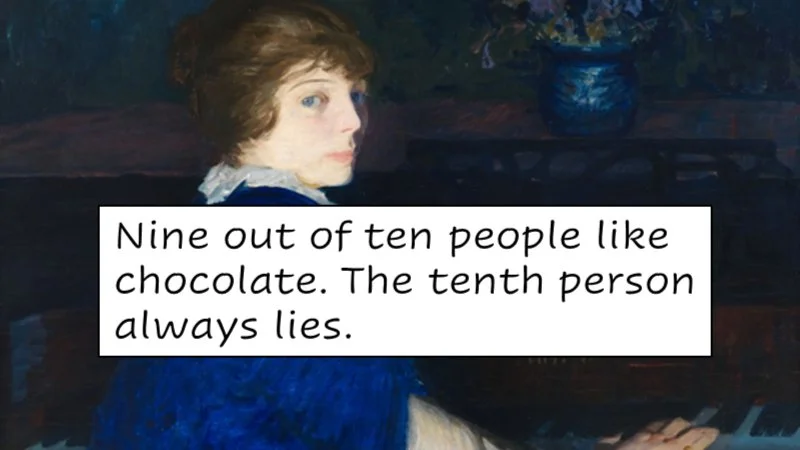 Nine out of ten people like
chocolate. The tenth person
always lies.